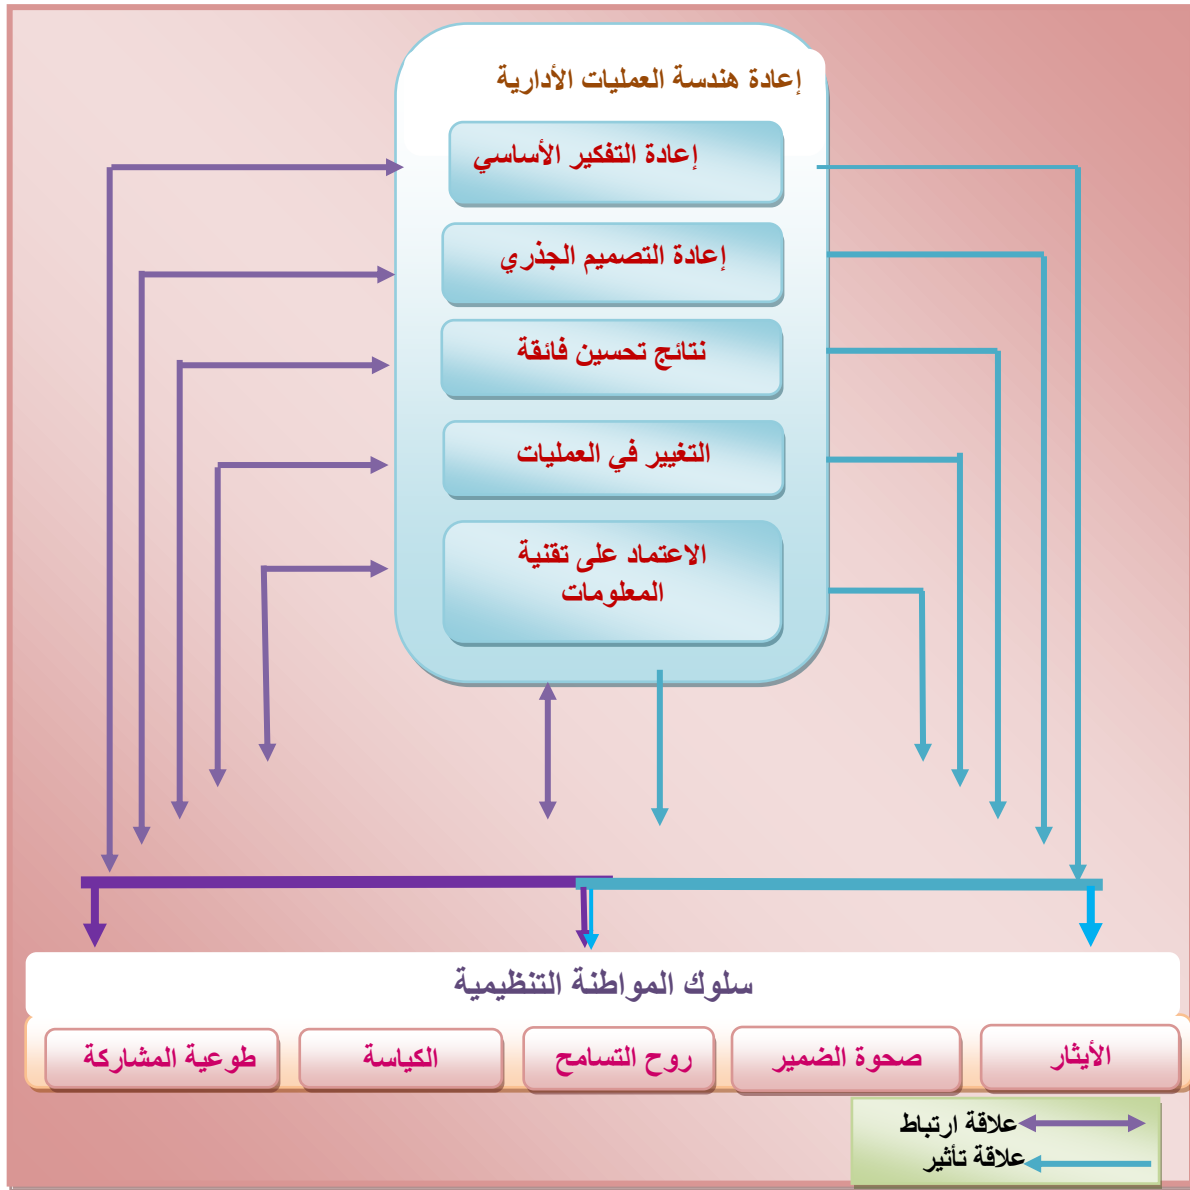 إعادة هندسة العمليات الأدارية
إعادة التفكير الأساسي
إعادة التصميم الجذري
نتائج تحسين فائقة
التغيير في العمليات
الاعتماد على تقنية
المعلومات
سلوك المواطنة التنظيمية
الأيثار
صحوة الضمير
روح التسامح
الكياسة
طوعية المشاركة
علاقة ارتباط
علاقة تأثير